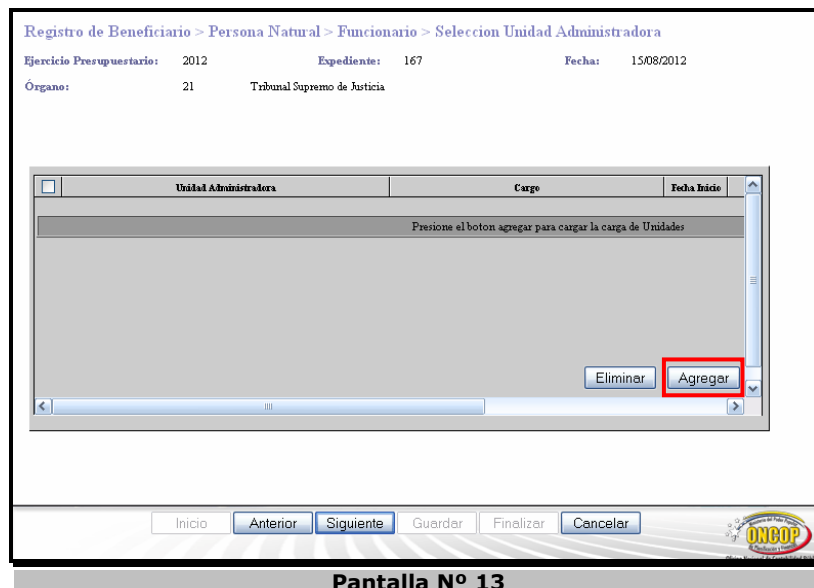 Registro de Beneficiario > Persona Natural > Funcionario > Seleccion Unidad Administradora
Ejercicio Presupuestario: 2012 Expediente: 167 Fecha: 15/08/2012
Órgano: 21 Tribunal Supremo de Justicia
Unidad Administradora Cargo Fecha Inicio
Presione el boton agregar para cargar la carga de Unidades
Eliminar Agregar
Inicio Anterior Siguiente Guardar Finalizar Cancelar
ONCOP
Pantalla Nº 13